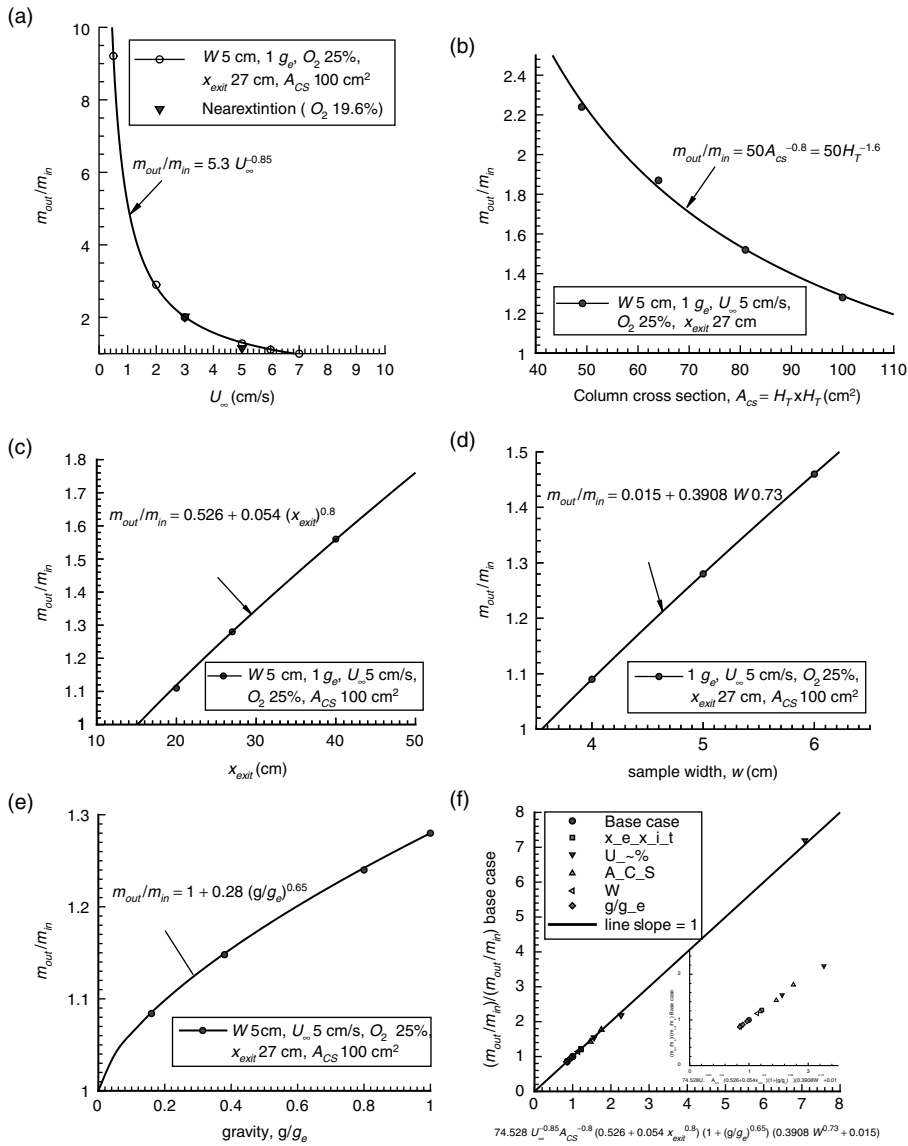 (a)
10
8
6
4
2
m_out/m_in
W 5 cm, 1 g_e, O_2 25%,
x_exit 27 cm, A_CS 100 cm²
Nearextintion ( O_2 19.6%)
m_out/m_in = 5.3 U_∞^-0.85
0 1 2 3 4 5 6 7 8 9 10
U_∞ (cm/s)
(b)
2.4
2.2
2
1.8
1.6
1.4
1.2
1
m_out/m_in
m_out/m_in = 50A_cs^-0.8 = 50H_T^-1.6
W 5 cm, 1 g_e, U_∞ 5 cm/s,
O_2 25%, x_exit 27 cm
40 50 60 70 80 90 100 110
Column cross section, A_cs = H_T x H_T (cm²)
(c)
1.8
1.7
1.6
1.5
1.4
1.3
1.2
1.1
1
m_out/m_in
m_out/m_in = 0.526 + 0.054 (x_exit)^0.8
W 5 cm, 1 g_e, U_∞ 5 cm/s,
O_2 25%, A_CS 100 cm²
10 20 30 40 50
x_exit (cm)
(d)
1.5
1.4
1.3
1.2
1.1
1
m_out/m_in
m_out/m_in = 0.015 + 0.3908 W 0.73
1 g_e, U_∞ 5 cm/s, O_2 25%,
x_exit 27 cm, A_CS 100 cm²
4 5 6
sample width, w (cm)
(e)
1.3
1.2
1.1
1
m_out/m_in
m_out/m_in = 1 + 0.28 (g/g_e)^0.65
W 5cm, U_∞ 5 cm/s, O_2 25%,
x_exit 27 cm, A_CS 100 cm²
0 0.2 0.4 0.6 0.8 1
gravity, g/g_e
(f)
8
7
6
5
4
3
2
1
0
(m_out/m_in)/(m_out/m_in) base case
Base case
x_e_x_i_t
U_~%
A_C_S
W
g/g_e
line slope = 1
2
1
0
0 1 2 3
0 1 2 3 4 5 6 7 8
74.528 U_∞^-0.85 A_CS^-0.8 (0.526 + 0.054 x_exit^0.8) (1 + (g/g_e)^0.65) (0.3908 W^0.73 + 0.015)